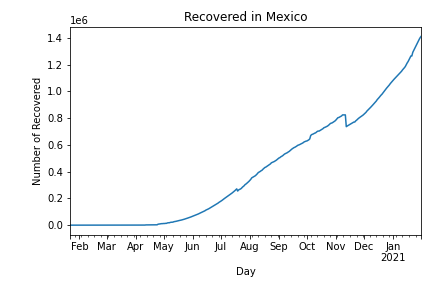 Recovered in Mexico
1e6
1.4
1.2
1.0
0.8
0.6
0.4
0.2
0.0
Number of Recovered
Feb Mar Apr May Jun Jul Aug Sep Oct Nov Dec Jan
2021
Day